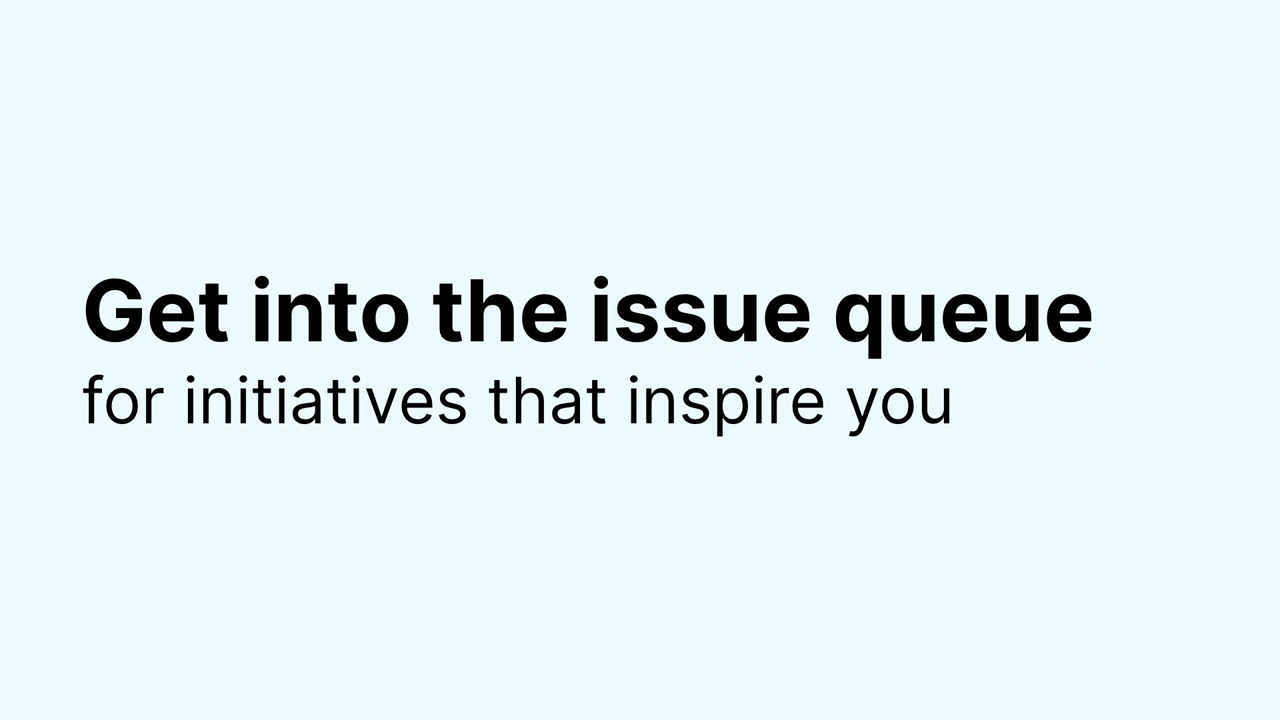 Get into the issue queue
for initiatives that inspire you